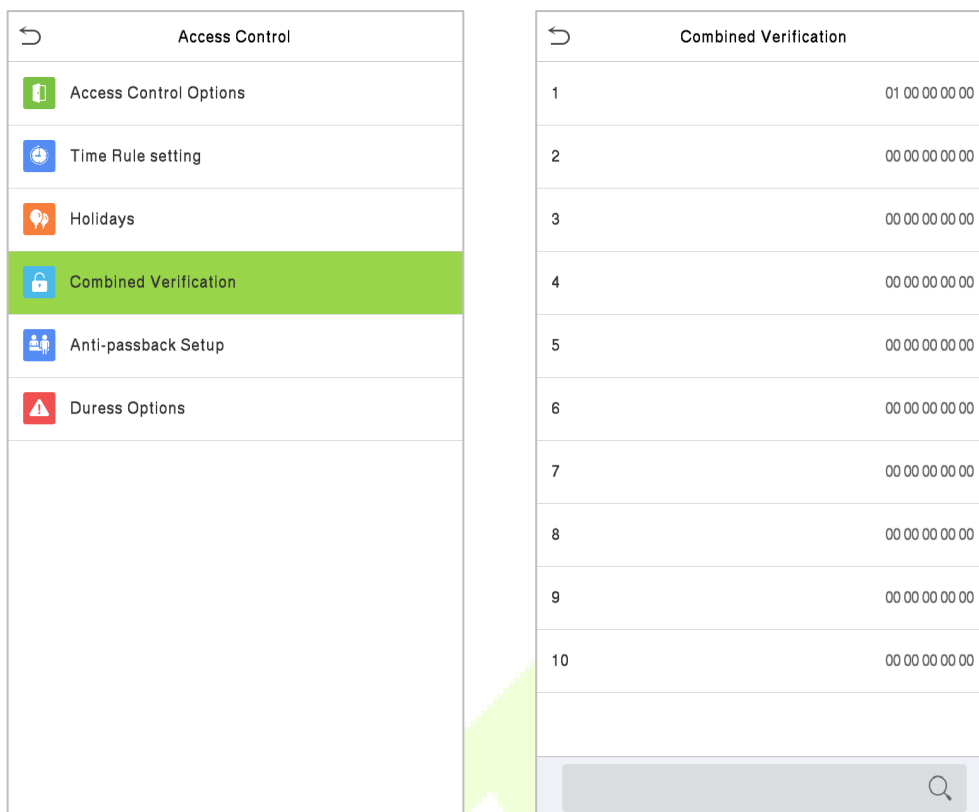 Access Control
Access Control Options
Time Rule setting
Holidays
Combined Verification
Anti-passback Setup
Duress Options
Combined Verification
1 01 00 00 00 00
2 00 00 00 00 00
3 00 00 00 00 00
4 00 00 00 00 00
5 00 00 00 00 00
6 00 00 00 00 00
7 00 00 00 00 00
8 00 00 00 00 00
9 00 00 00 00 00
10 00 00 00 00 00